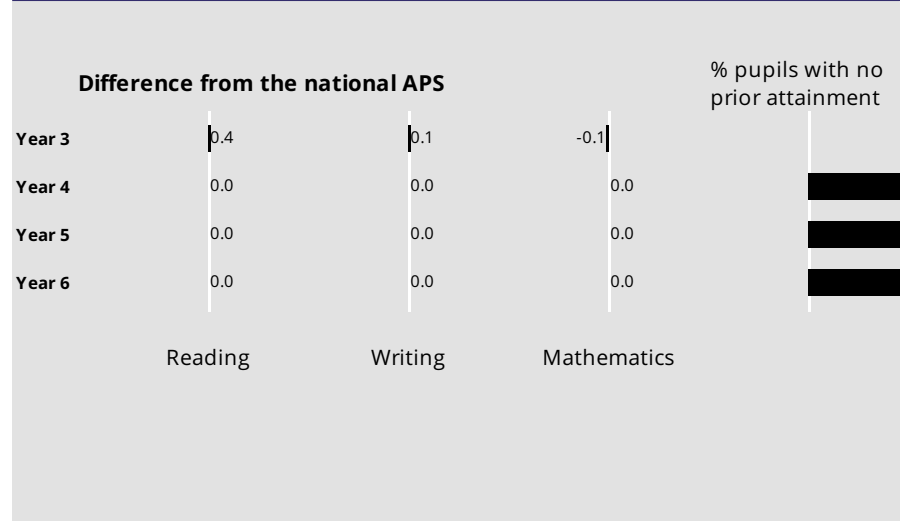 Difference from the national APS
% pupils with no
prior attainment
Year 3 0.4 0.1 -0.1
Year 4 0.0 0.0 0.0
Year 5 0.0 0.0 0.0
Year 6 0.0 0.0 0.0
Reading Writing Mathematics